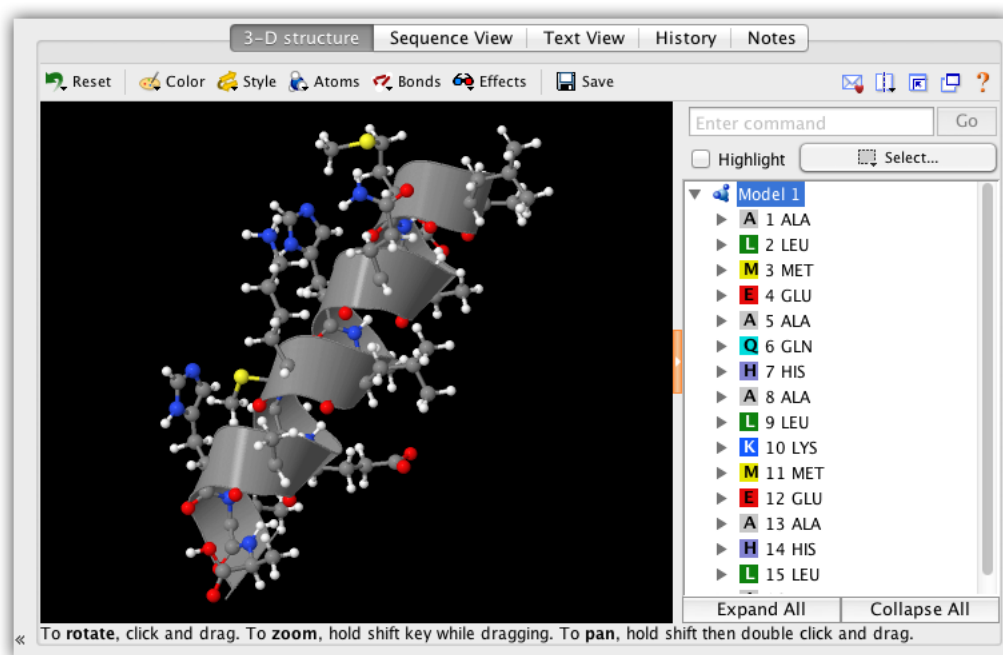 3-D structure Sequence View Text View History Notes
Reset Color Style Atoms Bonds Effects Save ?
Enter command Go
Highlight Select...
Model 1
A 1 ALA
L 2 LEU
M 3 MET
E 4 GLU
A 5 ALA
Q 6 GLN
H 7 HIS
A 8 ALA
L 9 LEU
K 10 LYS
M 11 MET
E 12 GLU
A 13 ALA
H 14 HIS
L 15 LEU
Expand All Collapse All
« To rotate, click and drag. To zoom, hold shift key while dragging. To pan, hold shift then double click and drag.